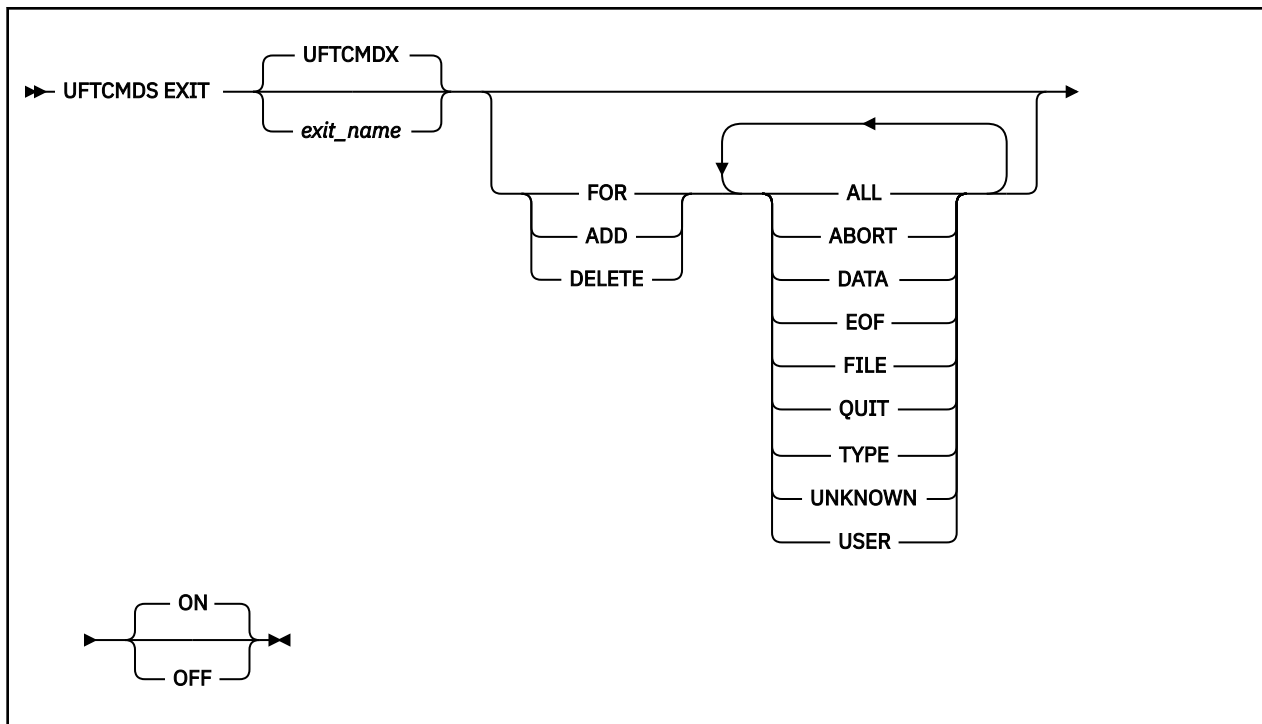 UFTCMDX
UFTCMDS EXIT
exit_name
FOR
ADD
DELETE
ALL
ABORT
DATA
EOF
FILE
QUIT
TYPE
UNKNOWN
USER
ON
OFF